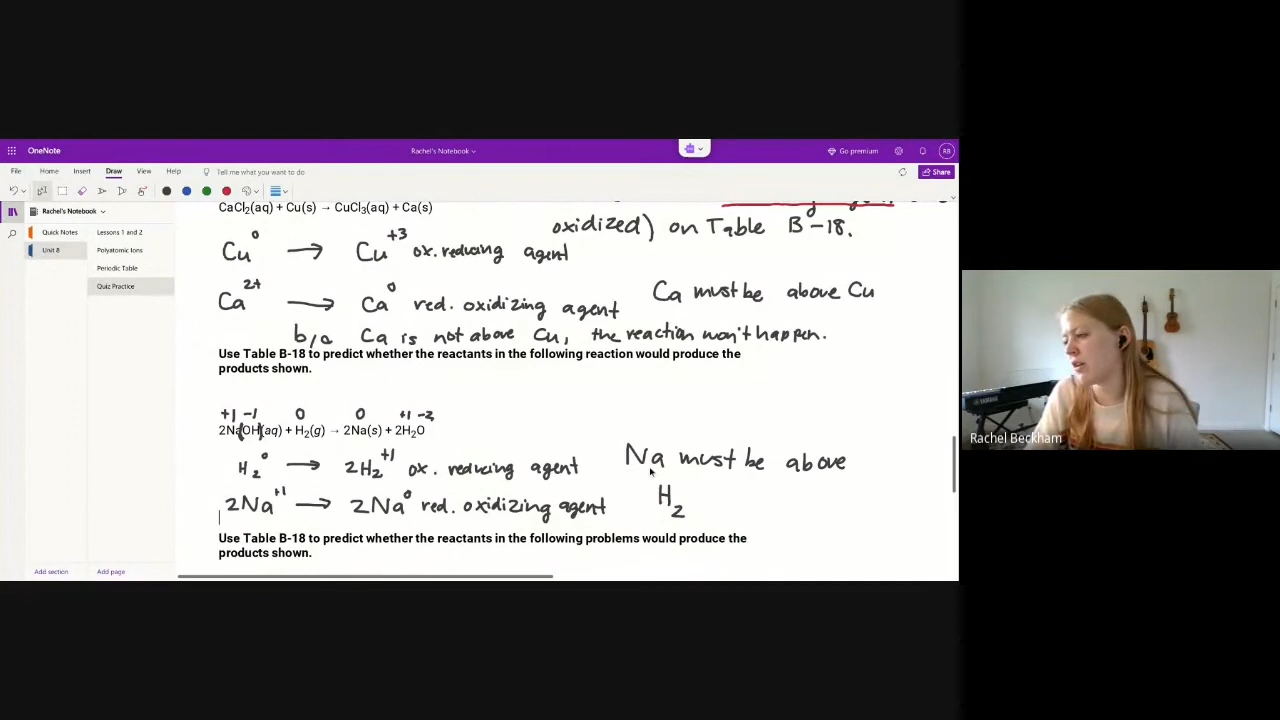 OneNote
Rachel's Notebook
Go premium
RB
File Home Insert Draw View Help Tell me what you want to do
Share
Rachel's Notebook
Quick Notes
Unit 8
Lessons 1 and 2
Polyatomic Ions
Periodic Table
Quiz Practice
CaCl₂(aq) + Cu(s) → CuCl₃(aq) + Ca(s)
oxidized) on Table B-18.
Cu⁰ → Cu⁺³ ox. reducing agent
Ca²⁺ → Ca⁰ red. oxidizing agent Ca must be above Cu
b/c Ca is not above Cu, the reaction won't happen.
Use Table B-18 to predict whether the reactants in the following reaction would produce the
products shown.
+1 -1 0 0 +1 -2
2NaOH(aq) + H₂(g) → 2Na(s) + 2H₂O
H₂⁰ → 2H₂⁺¹ ox. reducing agent Na must be above
2Na⁺¹ → 2Na⁰ red. oxidizing agent H₂
Use Table B-18 to predict whether the reactants in the following problems would produce the
products shown.
Add section Add page
YAMAHA
Rachel Beckham